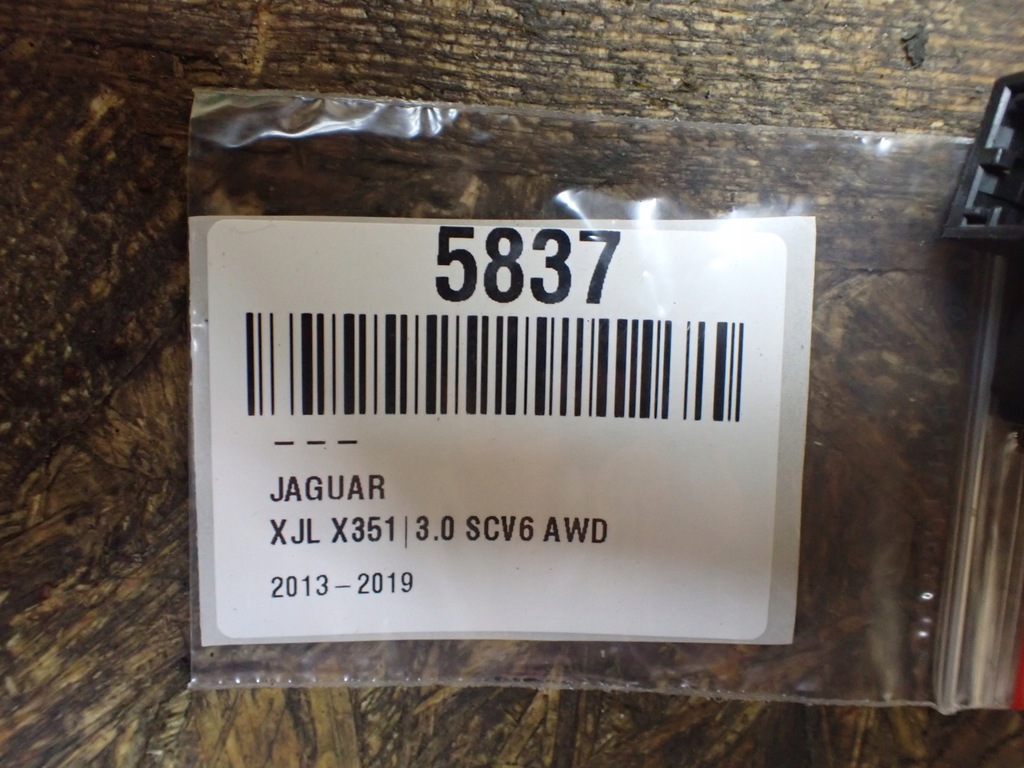 5837
– – –
JAGUAR
XJL X351|3.0 SCV6 AWD
2013–2019